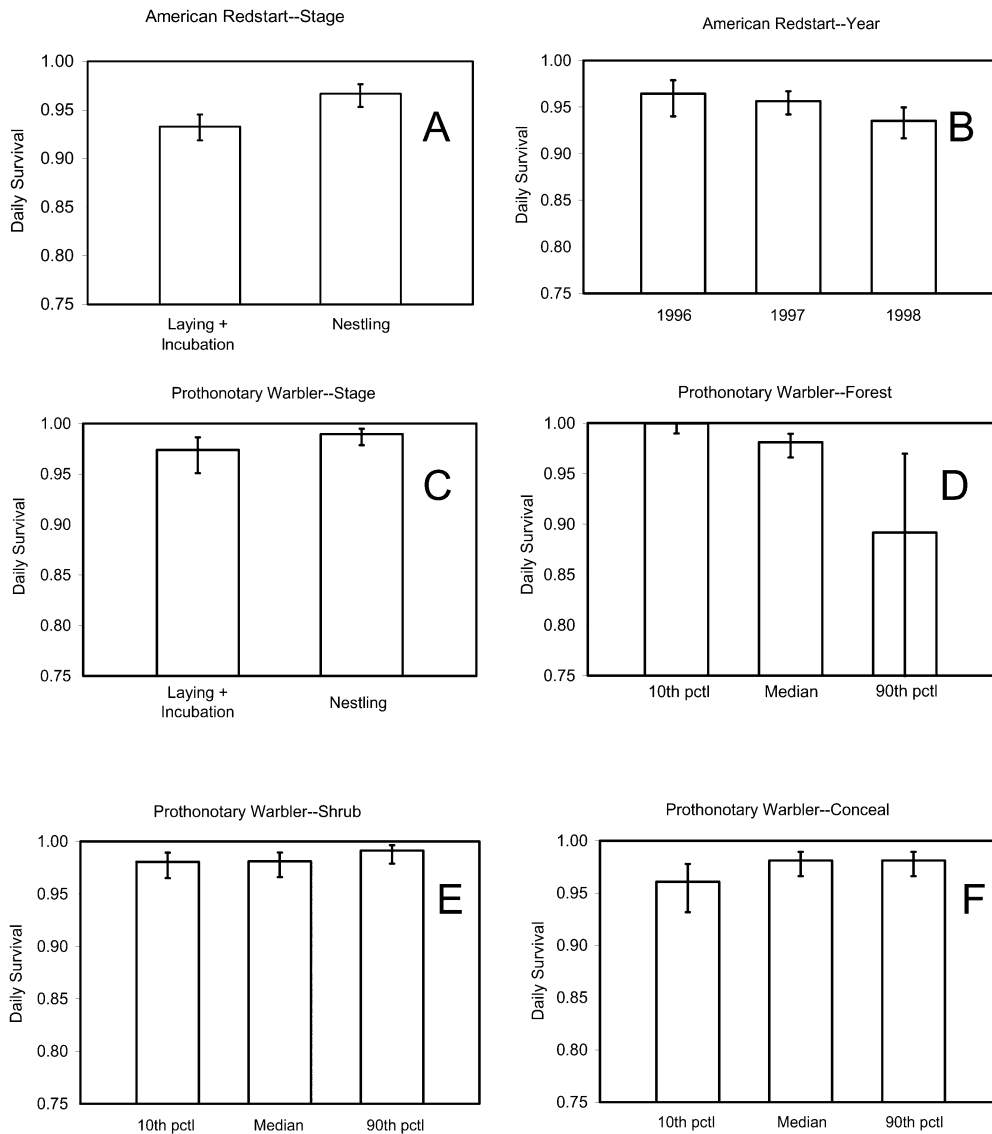 American Redstart--Stage
1.00
0.95
0.90
0.85
0.80
0.75
Daily Survival
A
Laying +
Incubation
Nestling
American Redstart--Year
1.00
0.95
0.90
0.85
0.80
0.75
Daily Survival
B
1996
1997
1998
Prothonotary Warbler--Stage
1.00
0.95
0.90
0.85
0.80
0.75
Daily Survival
C
Laying +
Incubation
Nestling
Prothonotary Warbler--Forest
1.00
0.95
0.90
0.85
0.80
0.75
Daily Survival
D
10th pctl
Median
90th pctl
Prothonotary Warbler--Shrub
1.00
0.95
0.90
0.85
0.80
0.75
Daily Survival
E
10th pctl
Median
90th pctl
Prothonotary Warbler--Conceal
1.00
0.95
0.90
0.85
0.80
0.75
Daily Survival
F
10th pctl
Median
90th pctl